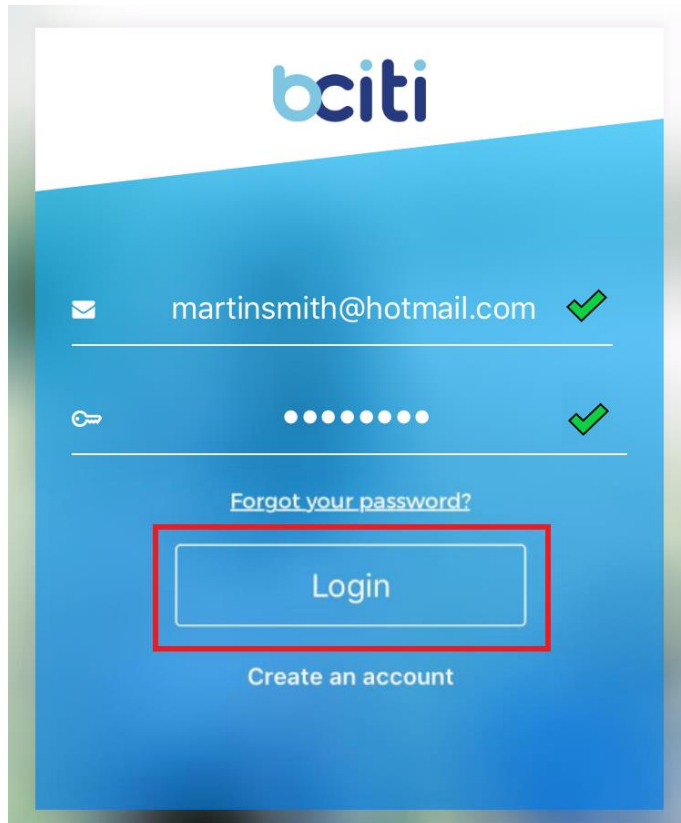 bciti
martinsmith@hotmail.com
••••••••
Forgot your password?
Login
Create an account